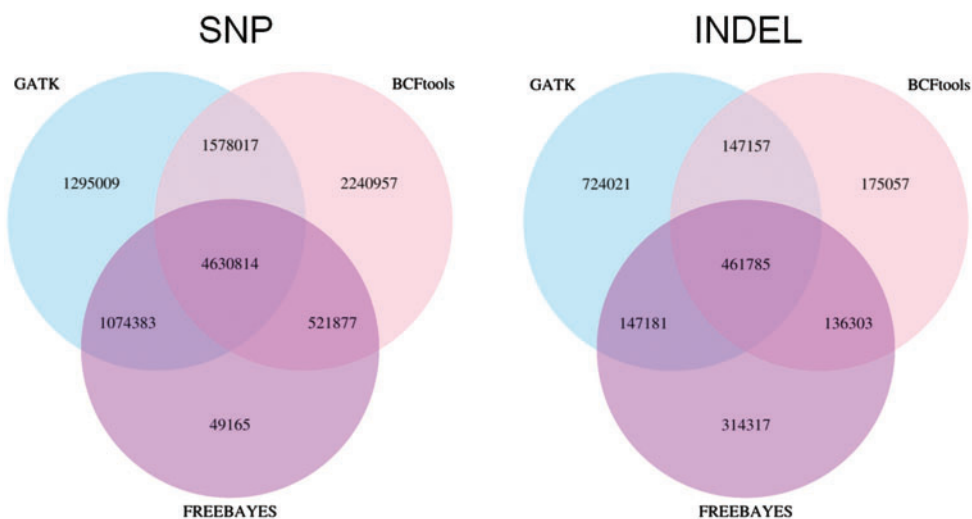 SNP
GATK
BCFtools
1578017
1295009
2240957
4630814
1074383
521877
49165
FREEBAYES
INDEL
GATK
BCFtools
147157
724021
175057
461785
147181
136303
314317
FREEBAYES